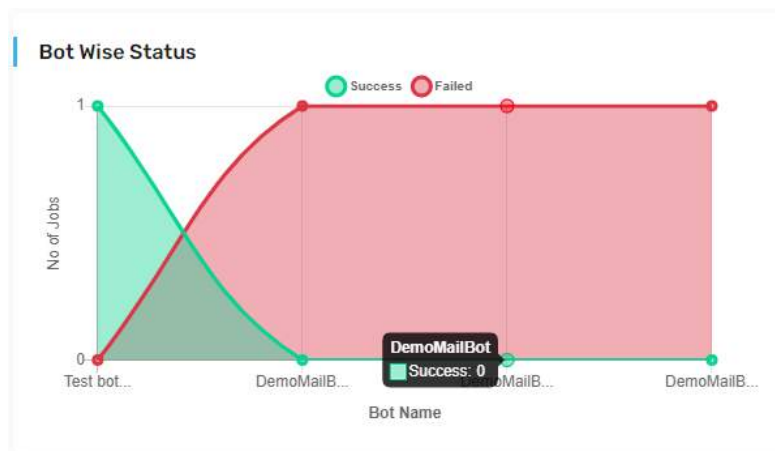 Bot Wise Status
Success Failed
1
No of Jobs
0
DemoMailBot
Success: 0
Test bot... DemoMailB... DemoMailB... DemoMailB...
Bot Name